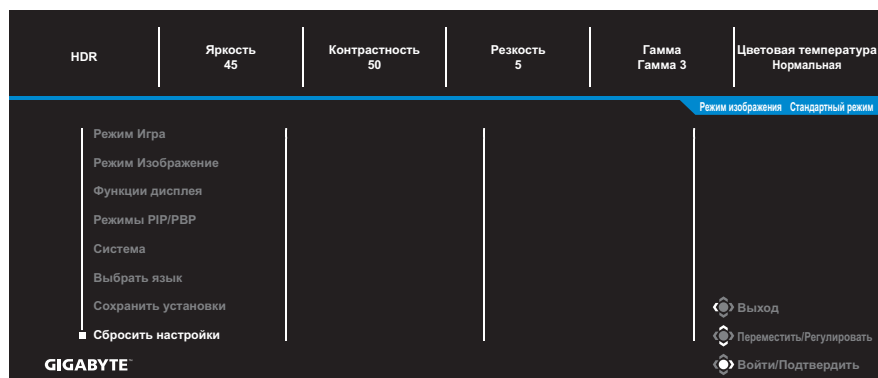 HDR
Яркость
45
Контрастность
50
Резкость
5
Гамма
Гамма 3
Цветовая температура
Нормальная
Режим изображения Стандартный режим
Режим Игра
Режим Изображение
Функции дисплея
Режимы PIP/PBP
Система
Выбрать язык
Сохранить установки
Сбросить настройки
Выход
Переместить/Регулировать
Войти/Подтвердить
GIGABYTE™